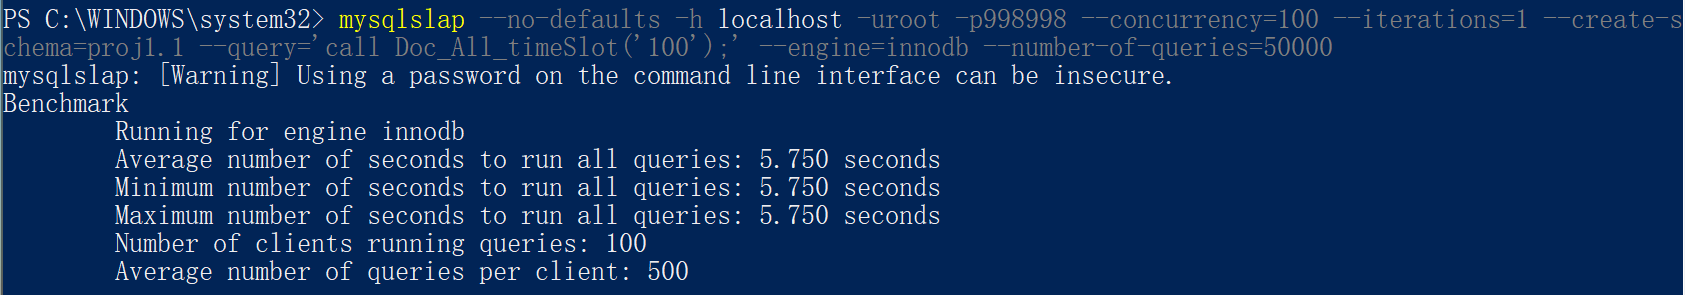 PS C:\WINDOWS\system32> mysqlslap --no-defaults -h localhost -uroot -p998998 --concurrency=100 --iterations=1 --create-s
chema=proj1.1 --query='call Doc_All_timeSlot('100');' --engine=innodb --number-of-queries=50000
mysqlslap: [Warning] Using a password on the command line interface can be insecure.
Benchmark
        Running for engine innodb
        Average number of seconds to run all queries: 5.750 seconds
        Minimum number of seconds to run all queries: 5.750 seconds
        Maximum number of seconds to run all queries: 5.750 seconds
        Number of clients running queries: 100
        Average number of queries per client: 500